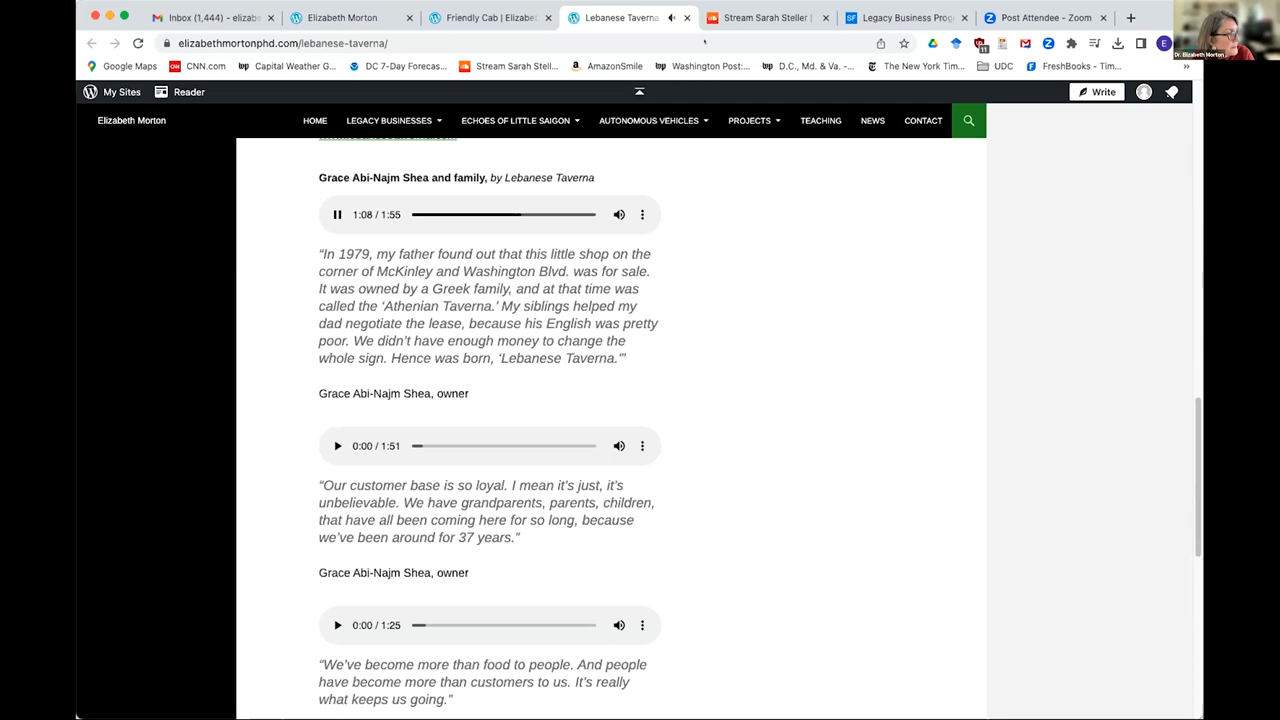 Inbox (1,444) - elizabe
Elizabeth Morton
Friendly Cab | Elizabet
Lebanese Taverna
Stream Sarah Steller |
Legacy Business Prog
Post Attendee - Zoom
elizabethmortonphd.com/lebanese-taverna/
11
E
Google Maps
CNN.com
Capital Weather G...
DC 7-Day Forecas...
Sarah Stell...
AmazonSmile
Washington Post:...
D.C., Md. & Va. -...
The New York Tim...
UDC
FreshBooks - Tim...
Dr. Elizabeth Morton
My Sites
Reader
Write
Elizabeth Morton
HOME
LEGACY BUSINESSES
ECHOES OF LITTLE SAIGON
AUTONOMOUS VEHICLES
PROJECTS
TEACHING
NEWS
CONTACT
Grace Abi-Najm Shea and family, by Lebanese Taverna
1:08 / 1:55
“In 1979, my father found out that this little shop on the
corner of McKinley and Washington Blvd. was for sale.
It was owned by a Greek family, and at that time was
called the ‘Athenian Taverna.’ My siblings helped my
dad negotiate the lease, because his English was pretty
poor. We didn’t have enough money to change the
whole sign. Hence was born, ‘Lebanese Taverna.’”
Grace Abi-Najm Shea, owner
0:00 / 1:51
“Our customer base is so loyal. I mean it’s just, it’s
unbelievable. We have grandparents, parents, children,
that have all been coming here for so long, because
we’ve been around for 37 years.”
Grace Abi-Najm Shea, owner
0:00 / 1:25
“We’ve become more than food to people. And people
have become more than customers to us. It’s really
what keeps us going.”